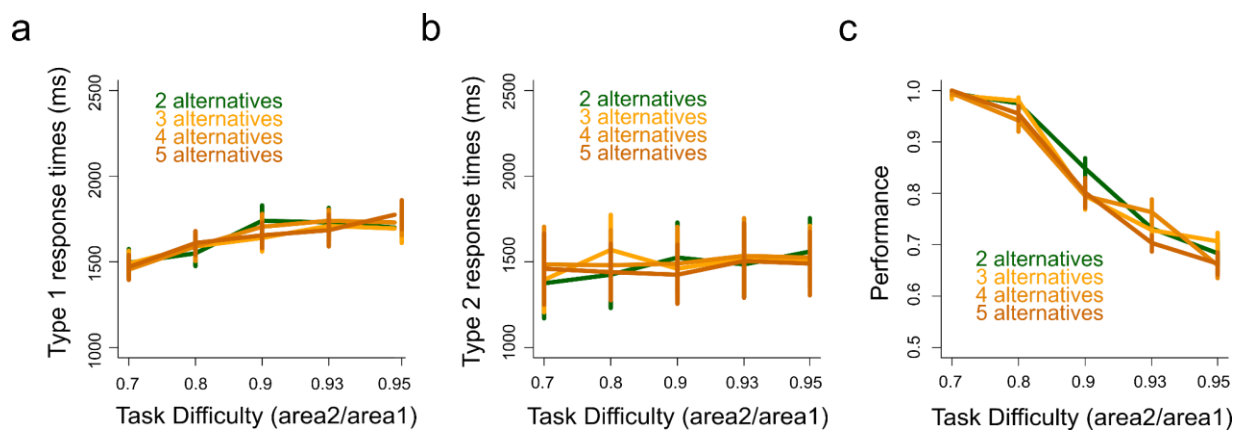 a
Type 1 response times (ms)
2500
2000
1500
1000
2 alternatives
3 alternatives
4 alternatives
5 alternatives
0.7 0.8 0.9 0.93 0.95
Task Difficulty (area2/area1)
b
Type 2 response times (ms)
2500
2000
1500
1000
2 alternatives
3 alternatives
4 alternatives
5 alternatives
0.7 0.8 0.9 0.93 0.95
Task Difficulty (area2/area1)
c
Performance
1.0
0.9
0.8
0.7
0.6
0.5
2 alternatives
3 alternatives
4 alternatives
5 alternatives
0.7 0.8 0.9 0.93 0.95
Task Difficulty (area2/area1)